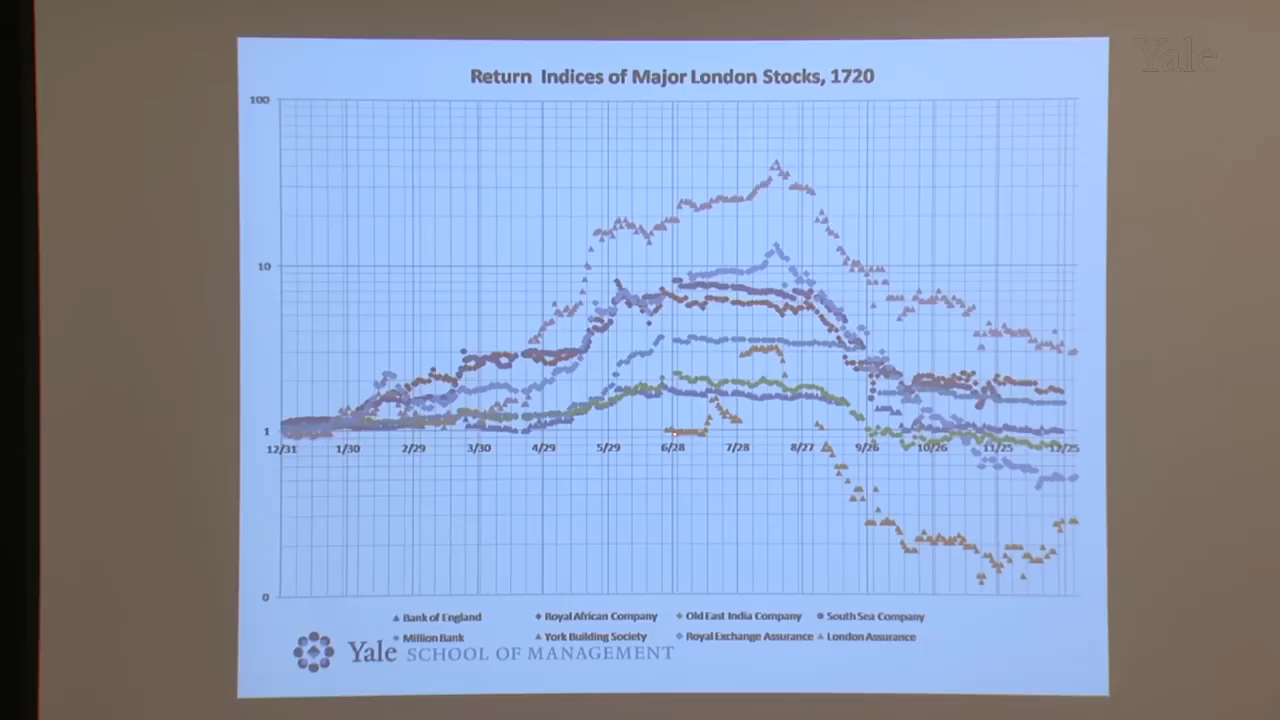 Yale
Return Indices of Major London Stocks, 1720
100
10
1
12/31 1/30 2/29 3/30 4/29 5/29 6/28 7/28 8/27 9/26 10/26 11/25 12/25
0
Bank of England Royal African Company Old East India Company South Sea Company
Million Bank York Building Society Royal Exchange Assurance London Assurance
Yale SCHOOL OF MANAGEMENT